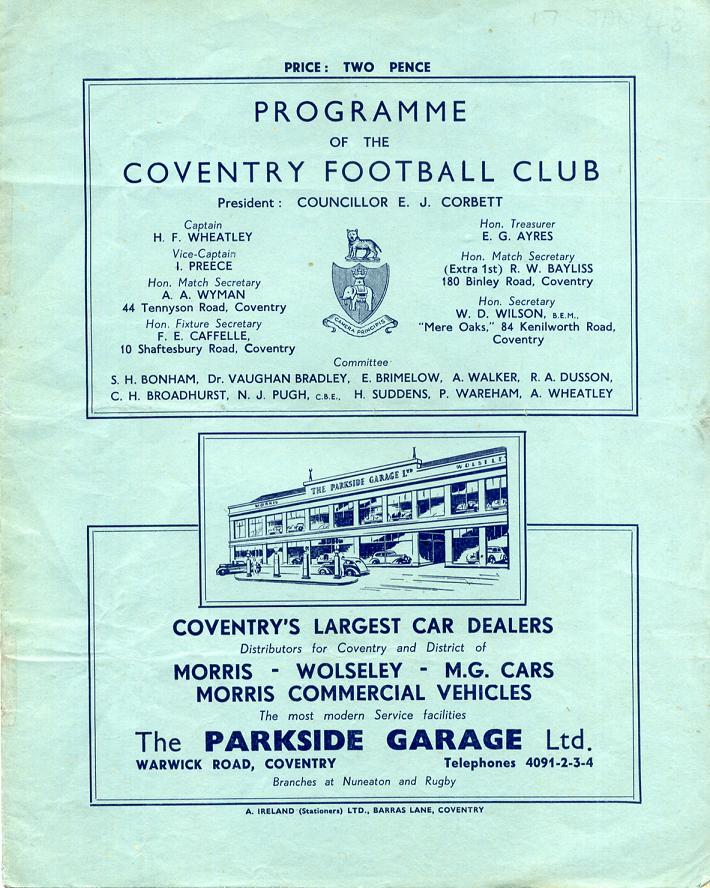 17 JAN 48
PRICE: TWO PENCE
PROGRAMME
OF THE
COVENTRY FOOTBALL CLUB
President: COUNCILLOR E. J. CORBETT
Captain
H. F. WHEATLEY
Vice-Captain
I. PREECE
Hon. Match Secretary
A. A. WYMAN
44 Tennyson Road, Coventry
Hon. Fixture Secretary
F. E. CAFFELLE,
10 Shaftesbury Road, Coventry
CAMERA PRINCIPIS
Hon. Treasurer
E. G. AYRES
Hon. Match Secretary
(Extra 1st) R. W. BAYLISS
180 Binley Road, Coventry
Hon. Secretary
W. D. WILSON, B.E.M.,
"Mere Oaks," 84 Kenilworth Road,
Coventry
Committee
S. H. BONHAM, Dr. VAUGHAN BRADLEY, E. BRIMELOW, A. WALKER, R. A. DUSSON,
C. H. BROADHURST, N. J. PUGH, C.B.E., H. SUDDENS, P. WAREHAM, A. WHEATLEY
MORRIS
THE PARKSIDE GARAGE LTD
WOLSELEY
COVENTRY'S LARGEST CAR DEALERS
Distributors for Coventry and District of
MORRIS - WOLSELEY - M.G. CARS
MORRIS COMMERCIAL VEHICLES
The most modern Service facilities
The PARKSIDE GARAGE Ltd.
WARWICK ROAD, COVENTRY Telephones 4091-2-3-4
Branches at Nuneaton and Rugby
A. IRELAND (Stationers) LTD., BARRAS LANE, COVENTRY